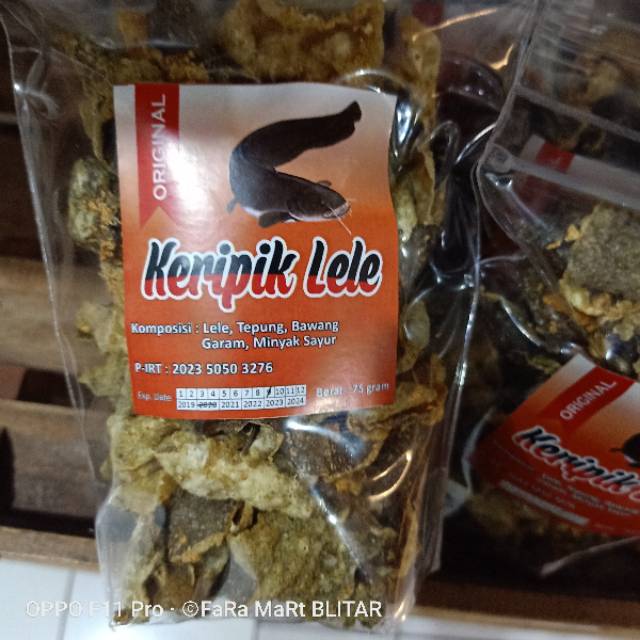 ORIGINAL
Keripik Lele
Komposisi : Lele, Tepung, Bawang
Garam, Minyak Sayur
P-IRT : 2023 5050 3276
Exp. Date: 1 2 3 4 5 6 7 8 9 10 11 12
2019 2020 2021 2022 2023 2024
Berat : 75 gram
ORIGINAL
Keripik
OPPO F11 Pro · ©FaRa MaRt BLITAR